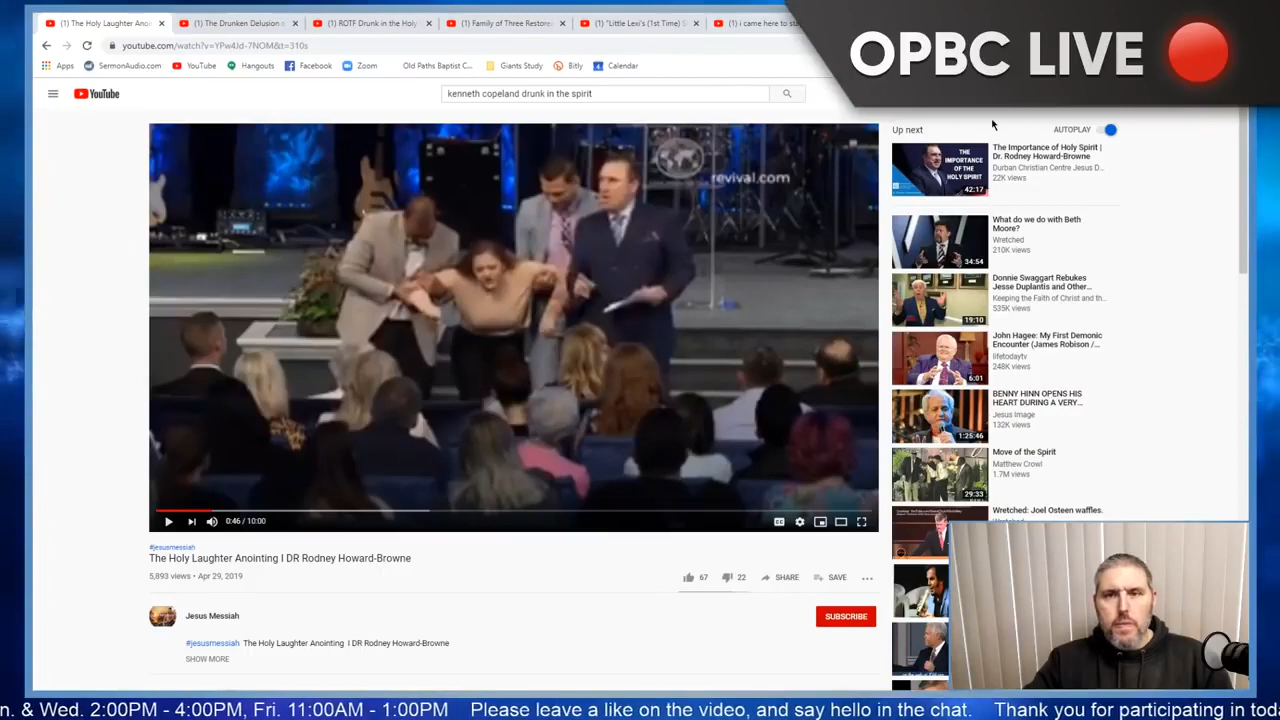 (1) The Holy Laughter Anoi
(1) The Drunken Delusion
(1) ROTF Drunk in the Holy
(1) Family of Three Restore
(1) "Little Lexi's (1st Time)
(1) i came here to st
OPBC LIVE
youtube.com/watch?v=YPw4Jd-7NOM&t=310s
Apps SermonAudio.com YouTube Hangouts Facebook Zoom Old Paths Baptist C... Giants Study Bitly Calendar
YouTube
kenneth copeland drunk in the spirit
revival.com
Up next
AUTOPLAY
THE IMPORTANCE OF THE HOLY SPIRIT
42:17
The Importance of Holy Spirit |
Dr. Rodney Howard-Browne
Durban Christian Centre Jesus D...
22K views
34:54
What do we do with Beth
Moore?
Wretched
210K views
19:10
Donnie Swaggart Rebukes
Jesse Duplantis and Other...
Keeping the Faith of Christ and th...
535K views
6:01
John Hagee: My First Demonic
Encounter (James Robison /...
lifetodaytv
248K views
1:25:46
BENNY HINN OPENS HIS
HEART DURING A VERY...
Jesus Image
132K views
29:33
Move of the Spirit
Matthew Crowl
1.7M views
Wretched: Joel Osteen waffles.
0:46 / 10:00
#jesusmessiah
The Holy Laughter Anointing I DR Rodney Howard-Browne
5,893 views • Apr 29, 2019
67 22 SHARE SAVE ...
Jesus Messiah
SUBSCRIBE
#jesusmessiah The Holy Laughter Anointing I DR Rodney Howard-Browne
SHOW MORE
n. & Wed. 2:00PM - 4:00PM, Fri. 11:00AM - 1:00PM Please leave a like on the video, and say hello in the chat. Thank you for participating in toda